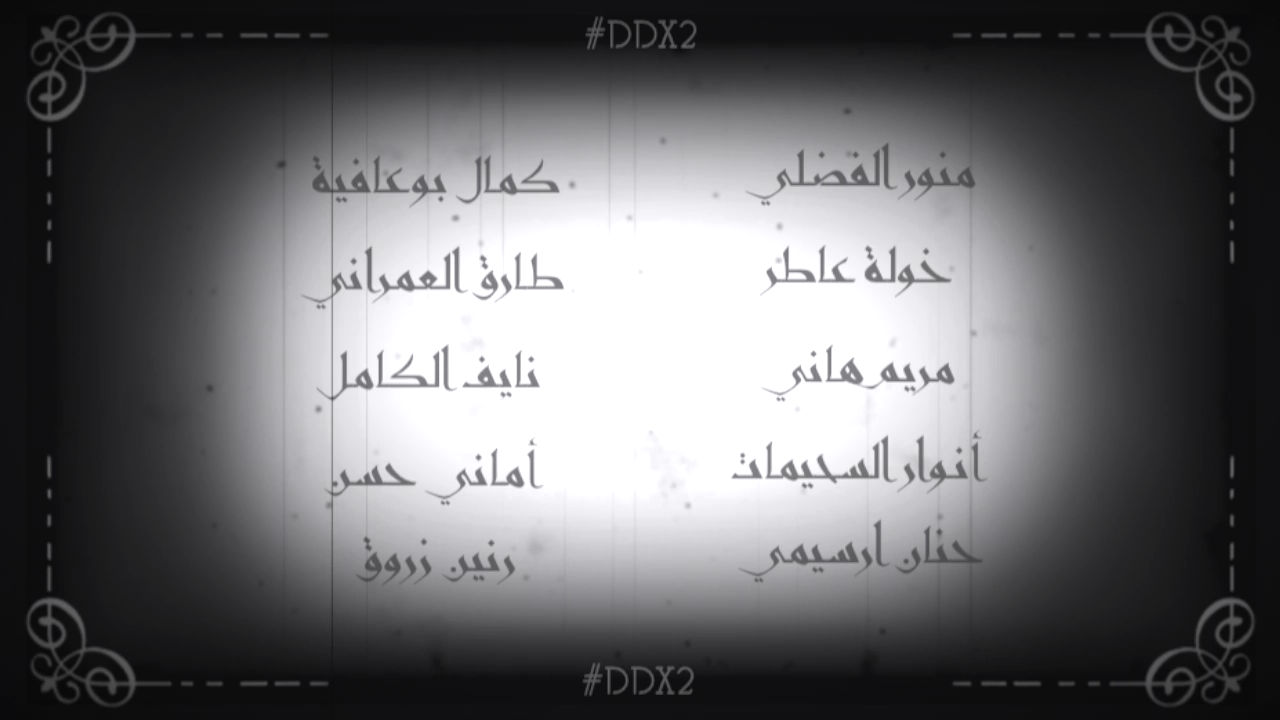 #DDX2
منور الفضلي
كمال بوعافية
خولة عاطر
طارق العمراني
مريم هاني
نايف الكامل
أنوار السحيمات
أماني حسن
حنان ارسيمي
رنين زروق
#DDX2